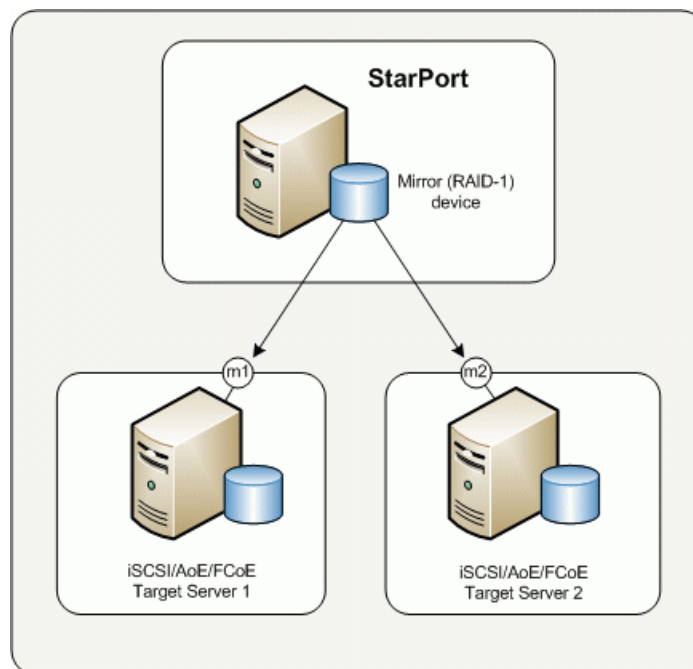 StarPort
Mirror (RAID-1)
device
m1
m2
iSCSI/AoE/FCoE
Target Server 1
iSCSI/AoE/FCoE
Target Server 2